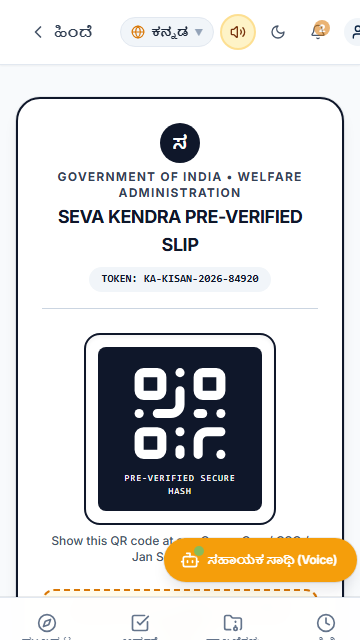 ಹಿಂದೆ
ಕನ್ನಡ ▼
ಸ
GOVERNMENT OF INDIA • WELFARE
ADMINISTRATION
SEVA KENDRA PRE-VERIFIED
SLIP
TOKEN: KA-KISAN-2026-84920
PRE-VERIFIED SECURE
HASH
Show this QR code at
Jan
ಸಹಾಯಕ ಸಾಥಿ (Voice)